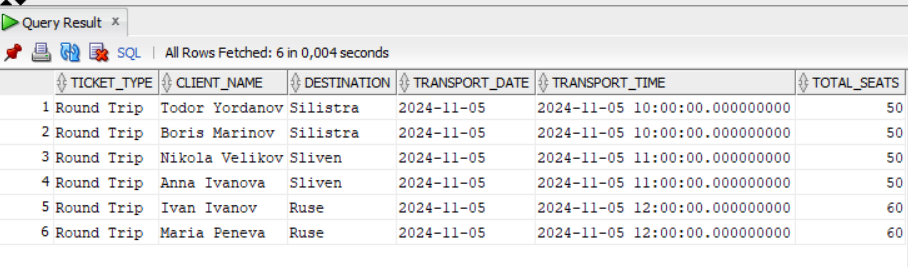 Query Result x
SQL | All Rows Fetched: 6 in 0,004 seconds
TICKET_TYPE CLIENT_NAME DESTINATION TRANSPORT_DATE TRANSPORT_TIME TOTAL_SEATS
1 Round Trip Todor Yordanov Silistra 2024-11-05 2024-11-05 10:00:00.000000000 50
2 Round Trip Boris Marinov Silistra 2024-11-05 2024-11-05 10:00:00.000000000 50
3 Round Trip Nikola Velikov Sliven 2024-11-05 2024-11-05 11:00:00.000000000 50
4 Round Trip Anna Ivanova Sliven 2024-11-05 2024-11-05 11:00:00.000000000 50
5 Round Trip Ivan Ivanov Ruse 2024-11-05 2024-11-05 12:00:00.000000000 60
6 Round Trip Maria Peneva Ruse 2024-11-05 2024-11-05 12:00:00.000000000 60